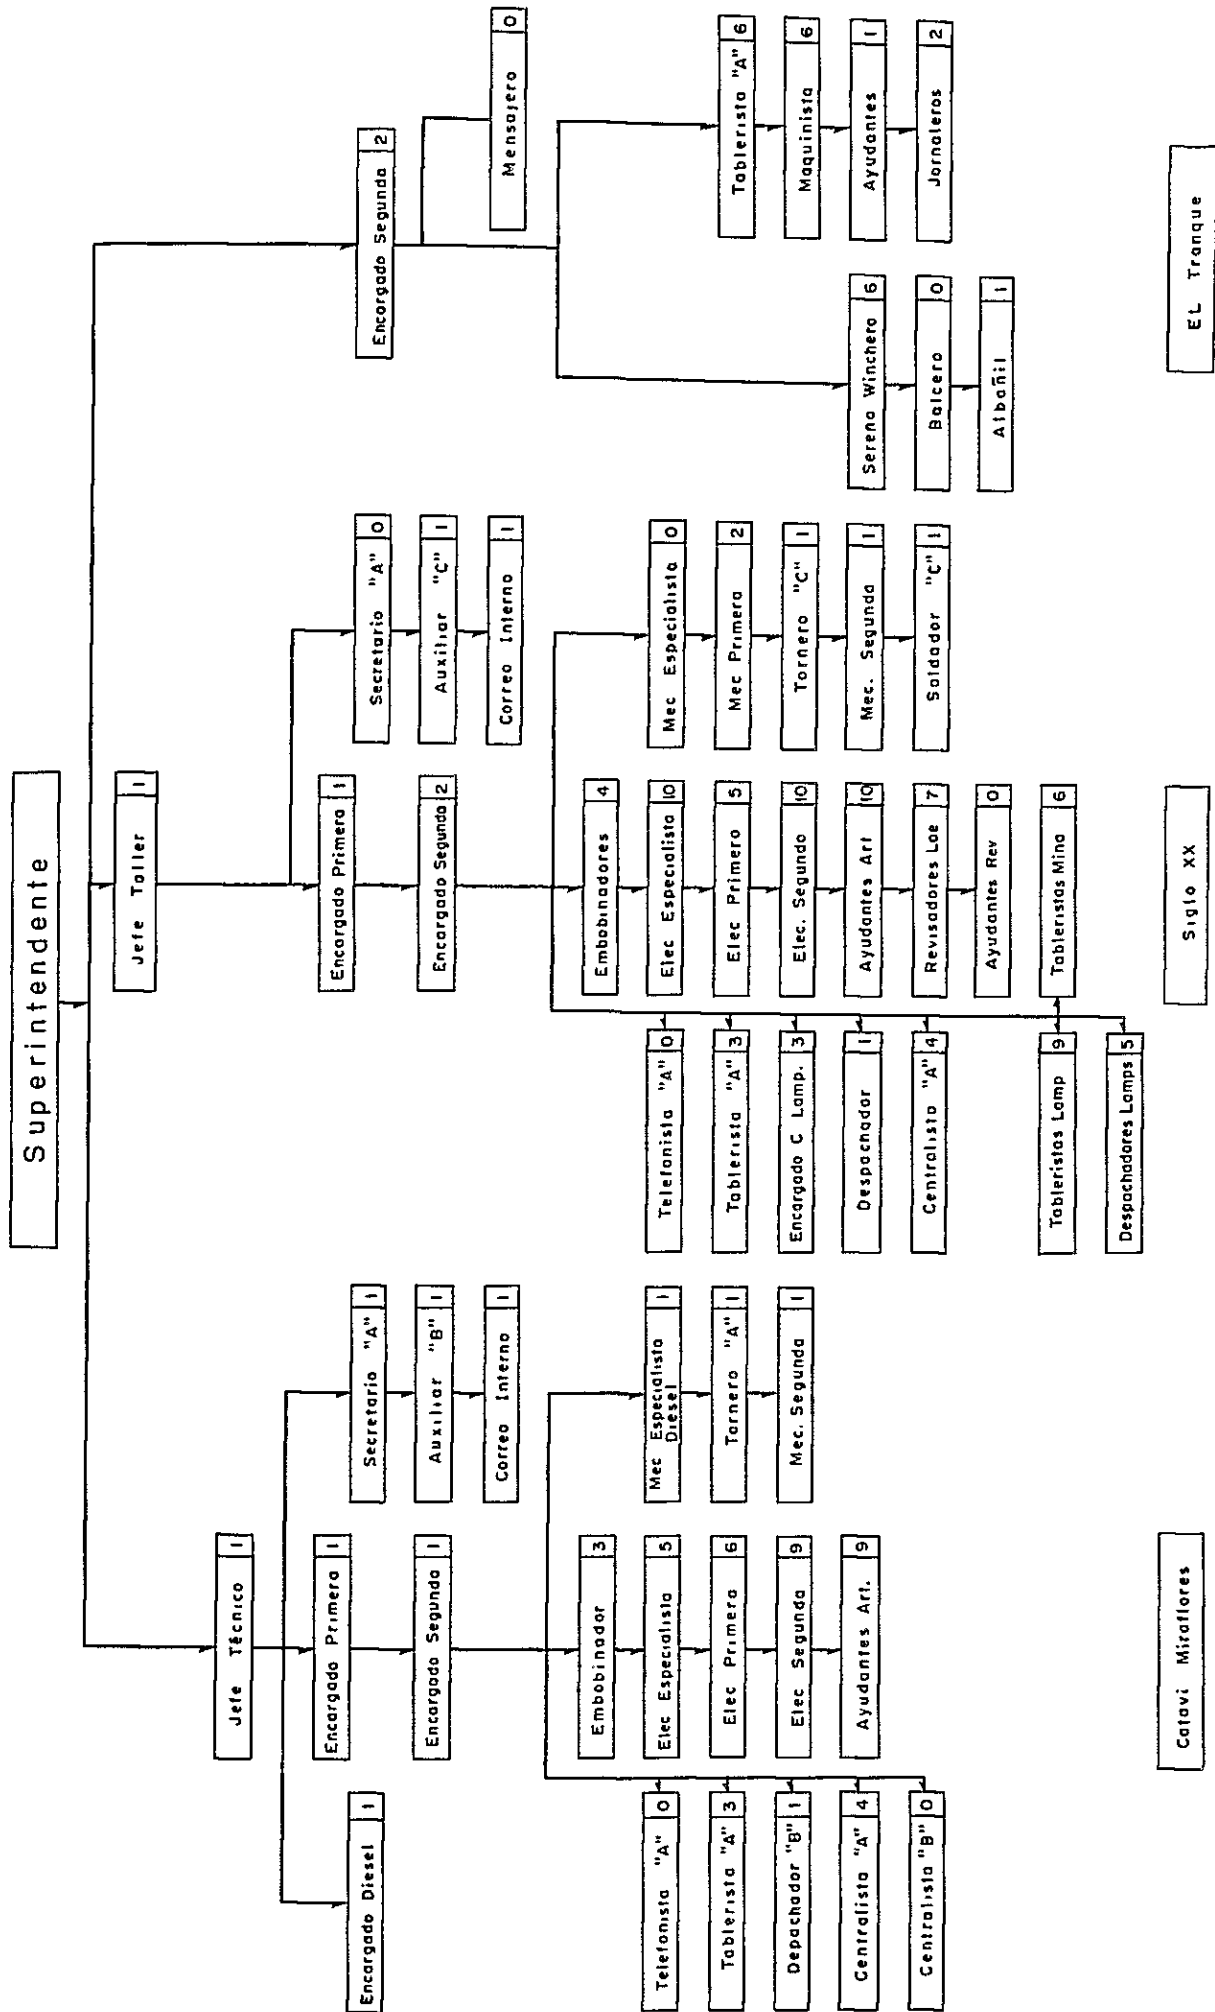 Superintendente
Jefe Técnico 1
Encargado Diesel 1
Encargado Primera 1
Encargado Segunda 1
Secretario "A" 1
Auxiliar "B" 1
Correo Interno 1
Telefonista "A" 0
Tablerista "A" 3
Depachador "B" 1
Centralista "A" 4
Centralista "B" 0
Embobinador 3
Elec Especialista 5
Elec Primera 6
Elec Segunda 9
Ayudantes Art. 9
Mec Especialista
Diesel 1
Tornero "A" 1
Mec. Segunda 1
Catavi Miraflores
Jefe Taller 1
Encargado Primera 1
Encargado Segunda 2
Secretario "A" 0
Auxiliar "C" 1
Correo Interno 1
Telefonista "A" 0
Tablerista "A" 3
Encargado C Lamp. 3
Despachador 1
Centralista "A" 4
Tableristas Lamp 9
Despachadores Lamps 5
Embobinadores 4
Elec Especialista 10
Elec Primero 5
Elec. Segundo 10
Ayudantes Art 10
Revisadores Loe 7
Ayudantes Rev 0
Tableristas Mina 6
Mec Especialista 0
Mec Primera 2
Tornero "C" 1
Mec. Segunda 1
Soldador "C" 1
Siglo XX
Encargado Segunda 2
Mensajero 0
Sereno Winchero 6
Balcero 0
Albañil 1
Tablerista "A" 6
Maquinista 6
Ayudantes 1
Jornaleros 2
EL Tranque